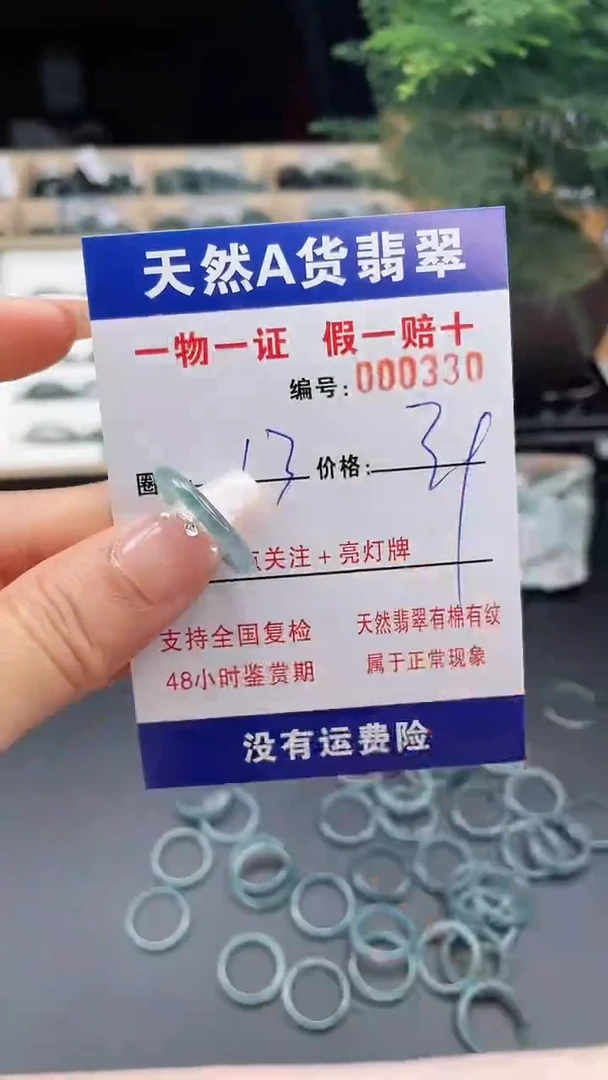 天然A货翡翠
一物一证 假一赔十
编号:000330
圈 13 价格: 39
点关注+亮灯牌
支持全国复检 天然翡翠有棉有纹
48小时鉴赏期 属于正常现象
没有运费险